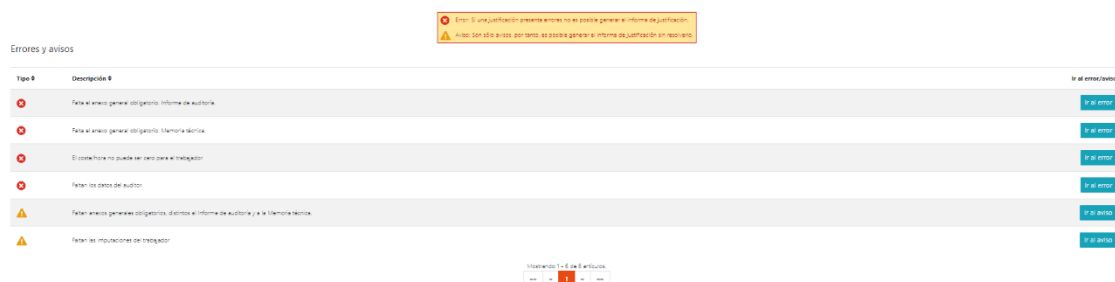 Error: Si una justificación presenta errores no es posible generar el informe de justificación.
Aviso: Son sólo avisos, por tanto, es posible generar el informe de justificación sin resolverlo.
Errores y avisos
Tipo Descripción Ir al error/aviso
Falta el anexo general obligatorio: Informe de auditoría. Ir al error
Falta el anexo general obligatorio: Memoria técnica. Ir al error
El coste/hora no puede ser cero para el trabajador Ir al error
Faltan los datos del auditor Ir al error
Faltan anexos generales obligatorios, distintos al Informe de auditoría y a la Memoria técnica. Ir al aviso
Faltan las imputaciones del trabajador Ir al aviso
Mostrando 1 - 6 de 6 artículos.
1